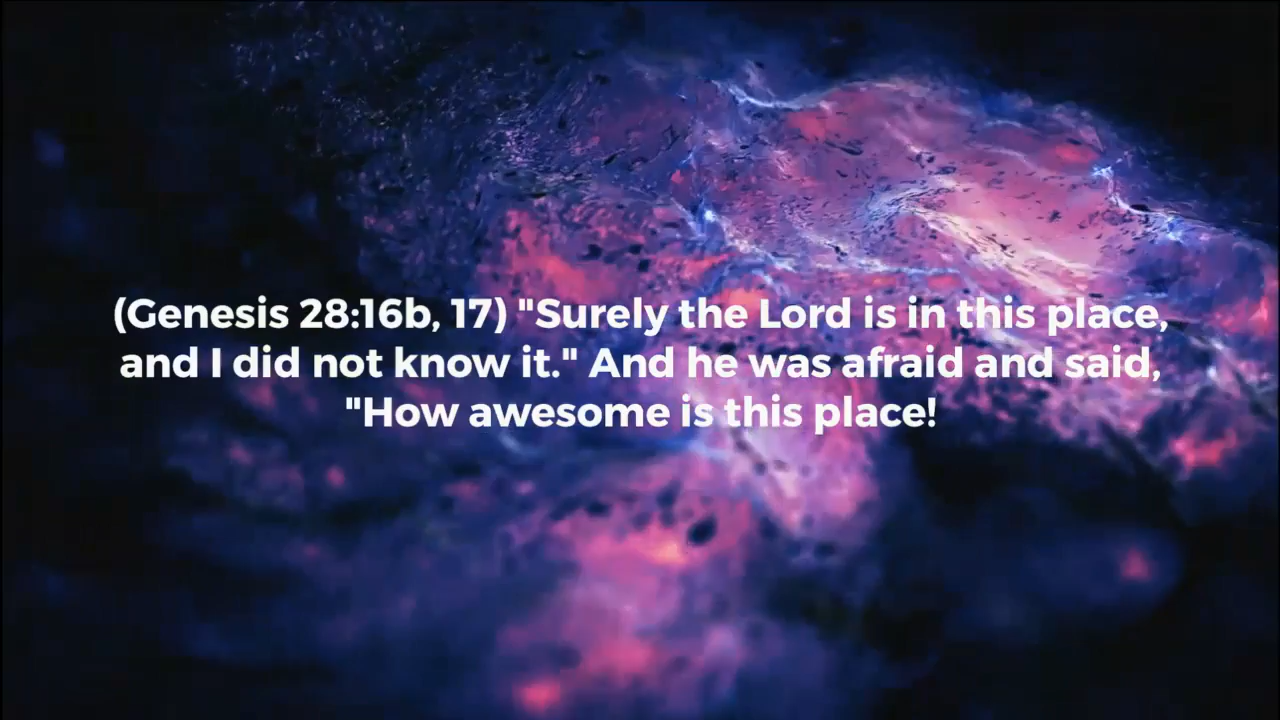 (Genesis 28:16b, 17) "Surely the Lord is in this place,
and I did not know it." And he was afraid and said,
"How awesome is this place!